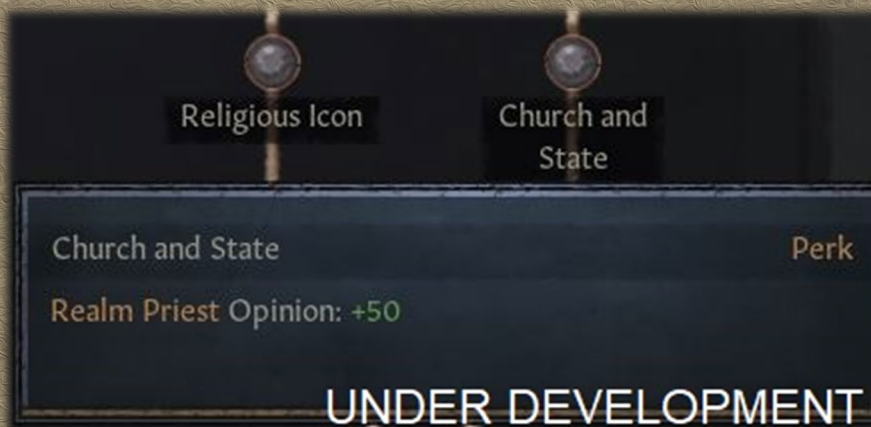 Religious Icon
Church and
State
Church and State
Perk
Realm Priest Opinion: +50
UNDER DEVELOPMENT